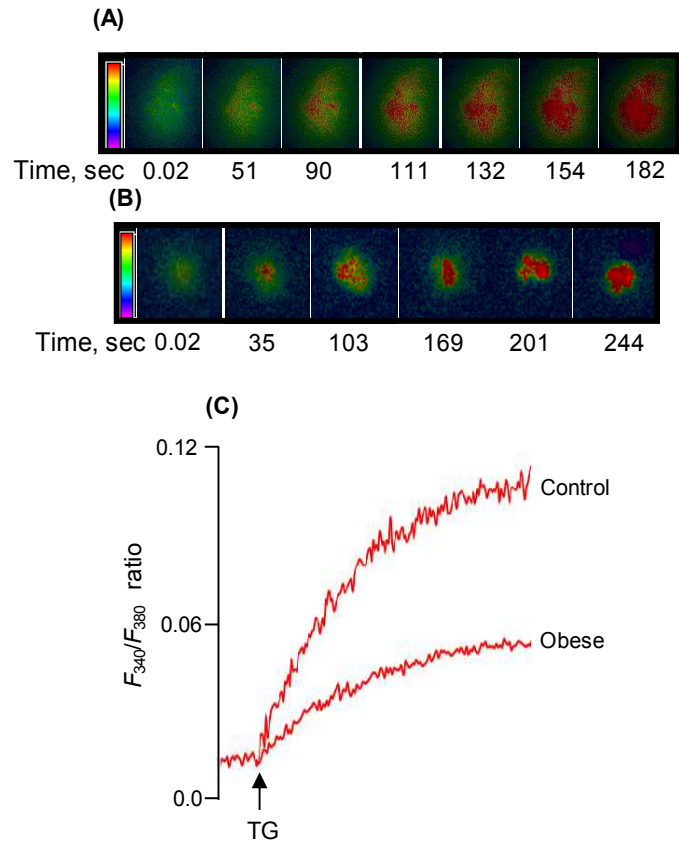 (A)
Time, sec 0.02 51 90 111 132 154 182
(B)
Time, sec 0.02 35 103 169 201 244
(C)
0.12
Control
F340/F380 ratio
0.06
Obese
0.0
TG